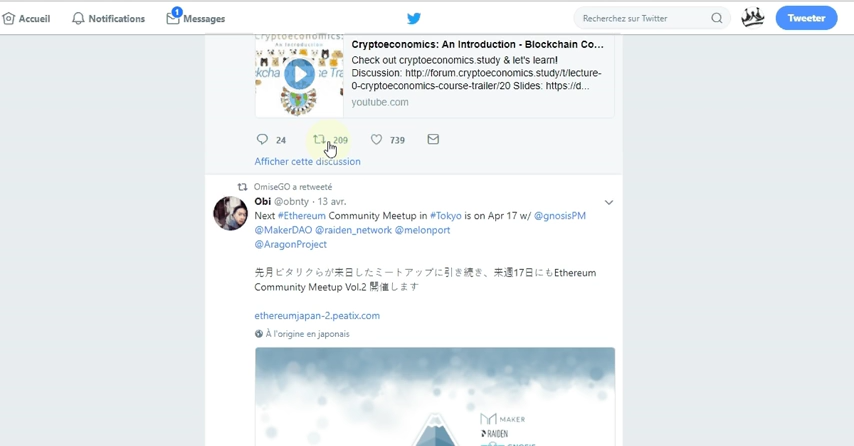 Accueil
Notifications
1
Messages
Recherchez sur Twitter
Tweeter
Cryptoeconomics: An Introduction - Blockchain Co...
Check out cryptoeconomics.study & let's learn!
Discussion: http://forum.cryptoeconomics.study/t/lecture-
0-cryptoeconomics-course-trailer/20 Slides: https://d...
youtube.com
24
209
739
Afficher cette discussion
OmiseGO a retweeté
Obi @obnty · 13 avr.
Next #Ethereum Community Meetup in #Tokyo is on Apr 17 w/ @gnosisPM
@MakerDAO @raiden_network @melonport
@AragonProject
先月ビタリクらが来日したミートアップに引き続き、来週17日にもEthereum
Community Meetup Vol.2 開催します
ethereumjapan-2.peatix.com
À l'origine en japonais
MAKER
RAIDEN